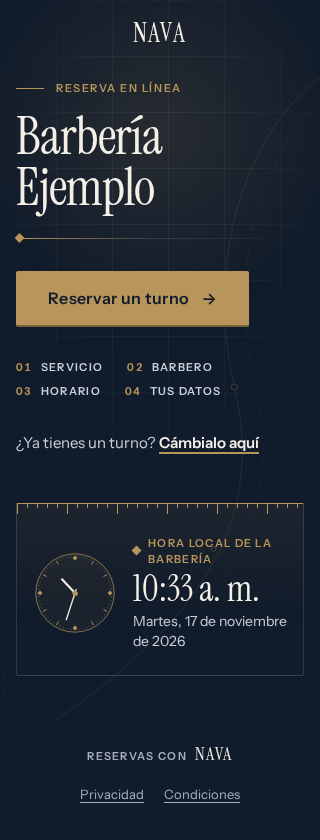 NAVA
RESERVA EN LÍNEA
Barbería
Ejemplo
Reservar un turno →
01 SERVICIO 02 BARBERO
03 HORARIO 04 TUS DATOS
¿Ya tienes un turno? Cámbialo aquí
HORA LOCAL DE LA
BARBERÍA
10:33 a. m.
Martes, 17 de noviembre
de 2026
RESERVAS CON NAVA
Privacidad Condiciones